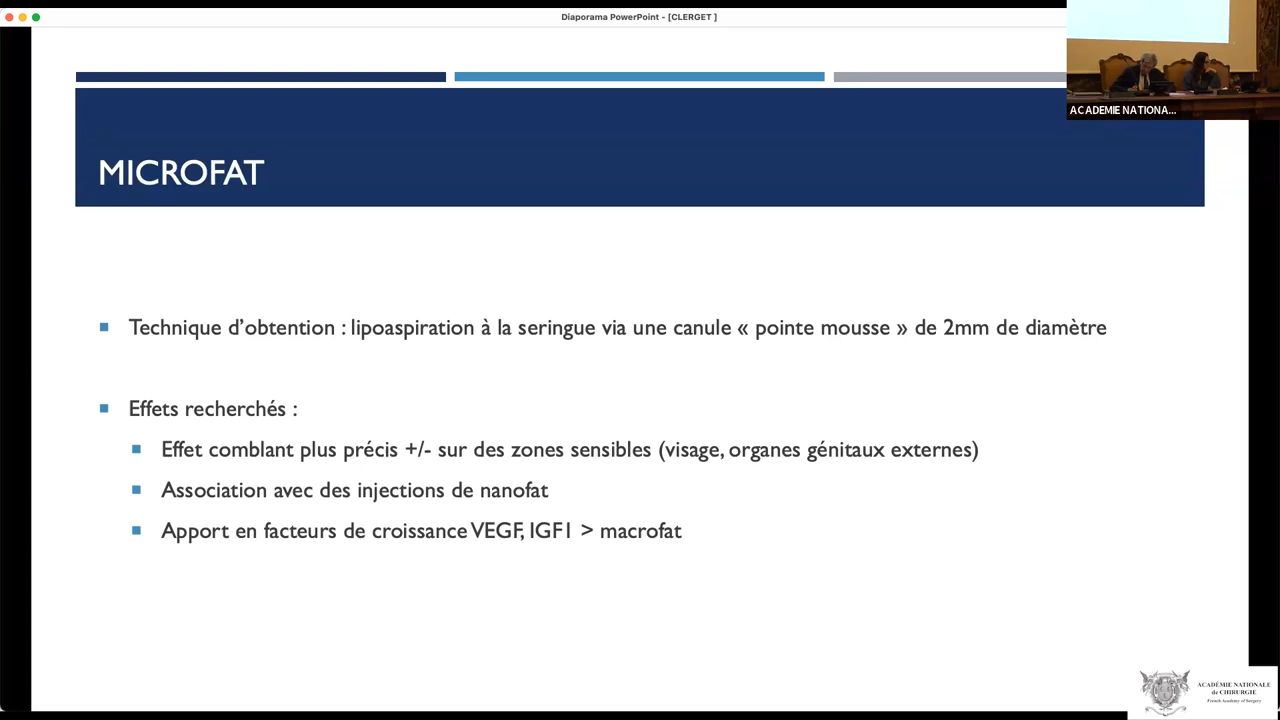 Diaporama PowerPoint - [CLERGET ]
ACADEMIE NATIONA...
MICROFAT
Technique d’obtention : lipoaspiration à la seringue via une canule « pointe mousse » de 2mm de diamètre
Effets recherchés :
Effet comblant plus précis +/- sur des zones sensibles (visage, organes génitaux externes)
Association avec des injections de nanofat
Apport en facteurs de croissance VEGF, IGF1 > macrofat
ACADÉMIE NATIONALE
de CHIRURGIE
French Academy of Surgery